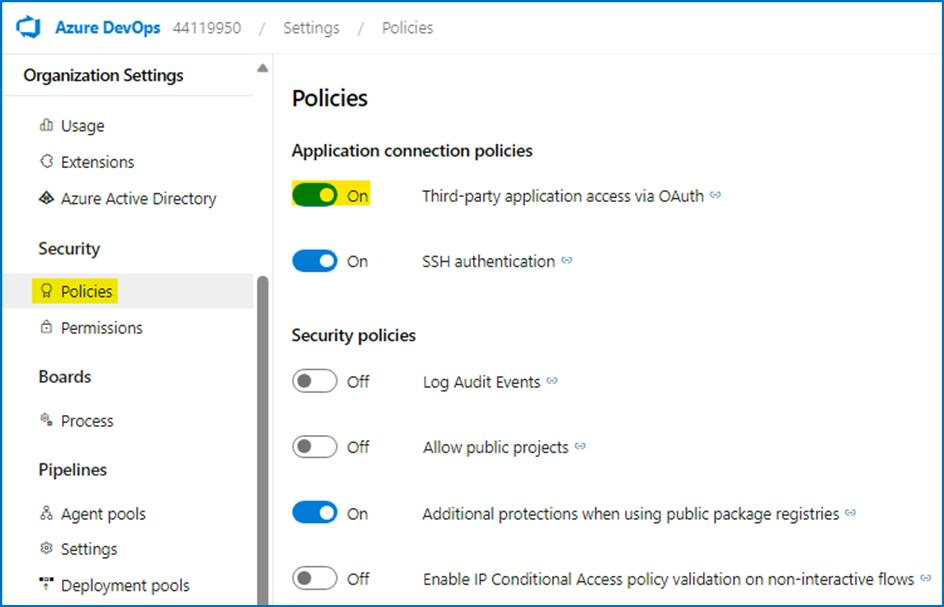 Azure DevOps 44119950 / Settings / Policies
Organization Settings
Usage
Extensions
Azure Active Directory
Security
Policies
Permissions
Boards
Process
Pipelines
Agent pools
Settings
Deployment pools
Policies
Application connection policies
On Third-party application access via OAuth
On SSH authentication
Security policies
Off Log Audit Events
Off Allow public projects
On Additional protections when using public package registries
Off Enable IP Conditional Access policy validation on non-interactive flows